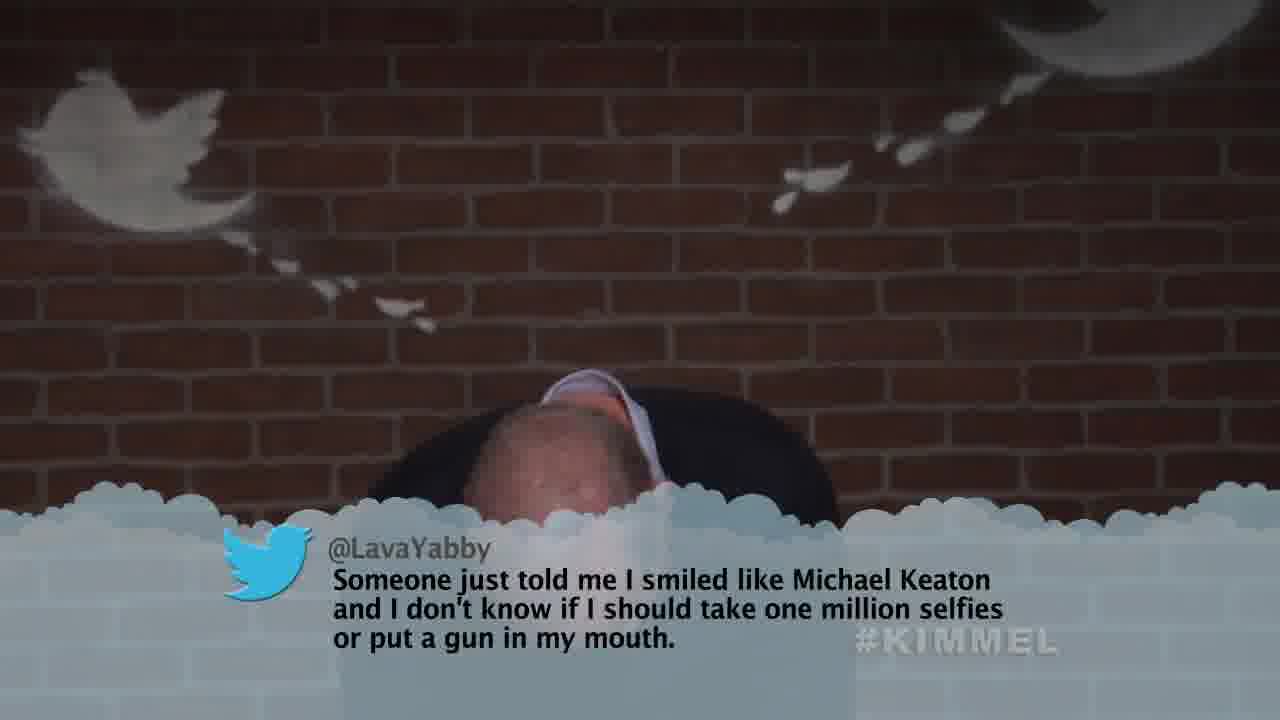 @LavaYabby
Someone just told me I smiled like Michael Keaton
and I don't know if I should take one million selfies
or put a gun in my mouth.
#KIMMEL